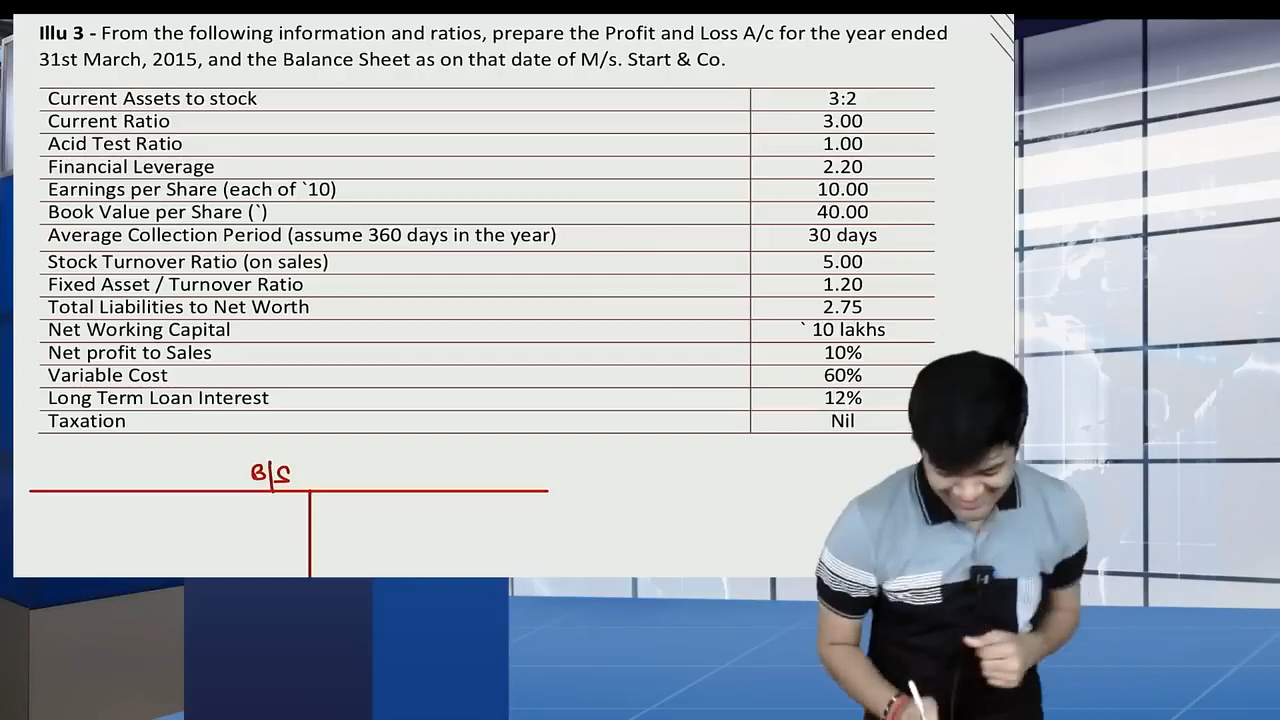 Illu 3 - From the following information and ratios, prepare the Profit and Loss A/c for the year ended
31st March, 2015, and the Balance Sheet as on that date of M/s. Start & Co.
Current Assets to stock 3:2
Current Ratio 3.00
Acid Test Ratio 1.00
Financial Leverage 2.20
Earnings per Share (each of `10) 10.00
Book Value per Share (`) 40.00
Average Collection Period (assume 360 days in the year) 30 days
Stock Turnover Ratio (on sales) 5.00
Fixed Asset / Turnover Ratio 1.20
Total Liabilities to Net Worth 2.75
Net Working Capital ` 10 lakhs
Net profit to Sales 10%
Variable Cost 60%
Long Term Loan Interest 12%
Taxation Nil
B/S